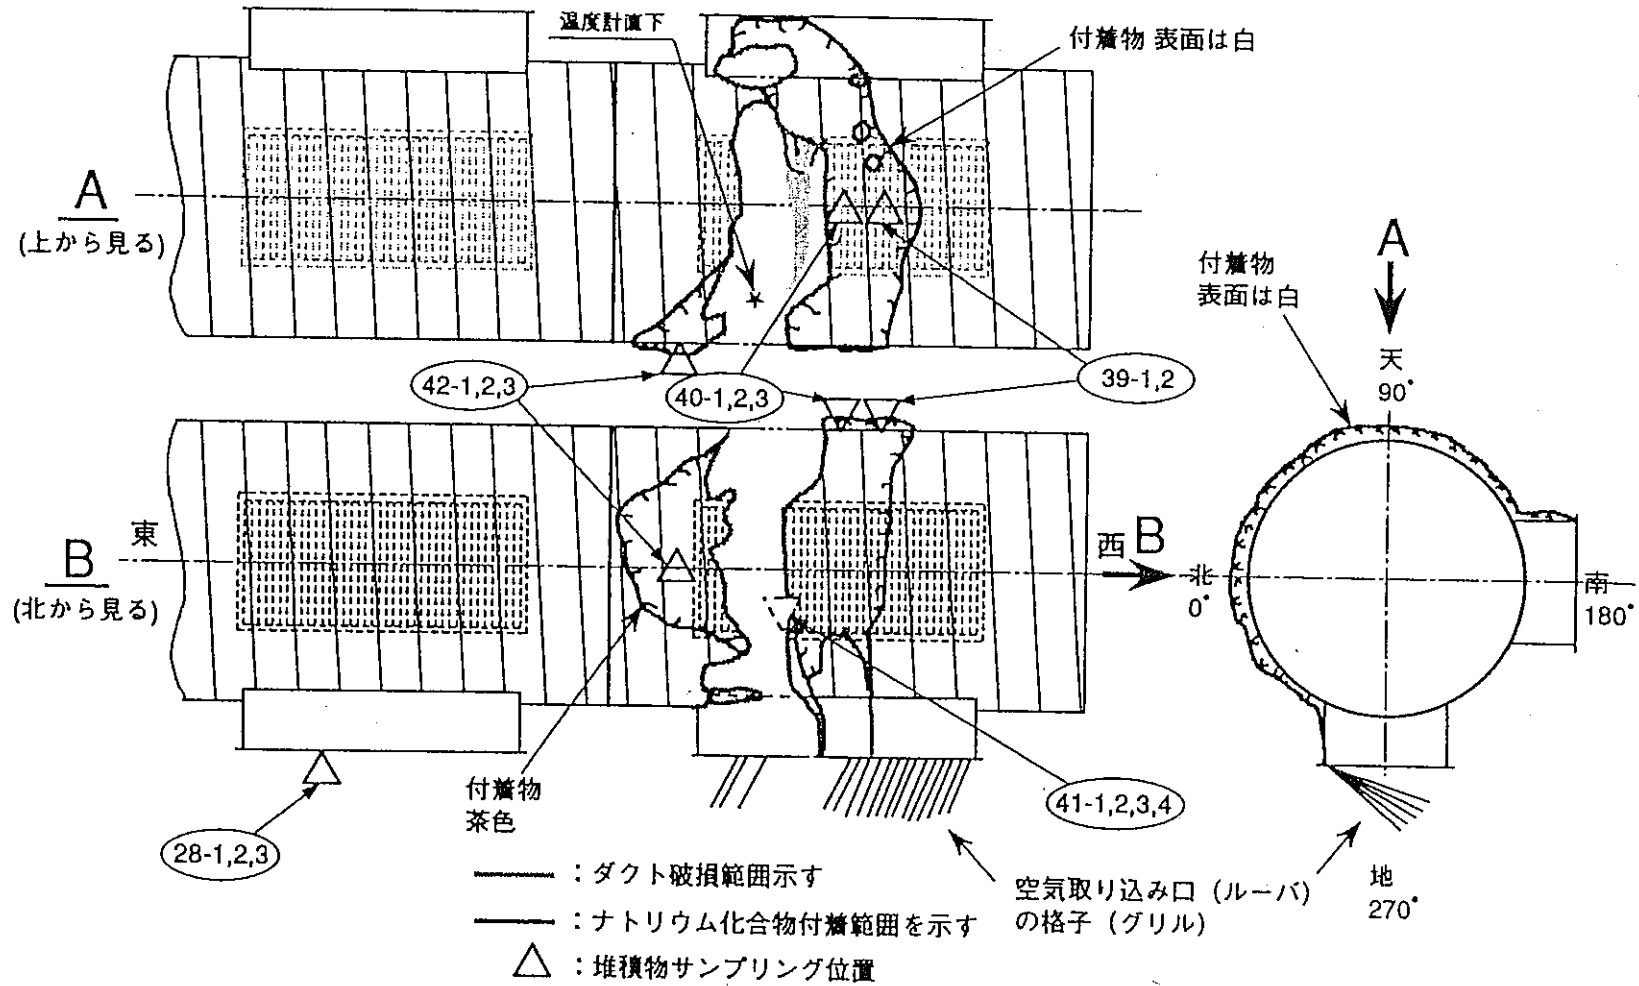 温度計直下
付着物 表面は白
A
(上から見る)
A
付着物
表面は白
天
90°
42-1,2,3
40-1,2,3
39-1,2
東
B
(北から見る)
西 B
北
0°
南
180°
付着物
茶色
41-1,2,3,4
28-1,2,3
：ダクト破損範囲示す
：ナトリウム化合物付着範囲を示す
：堆積物サンプリング位置
空気取り込み口（ルーバ）
の格子（グリル）
地
270°